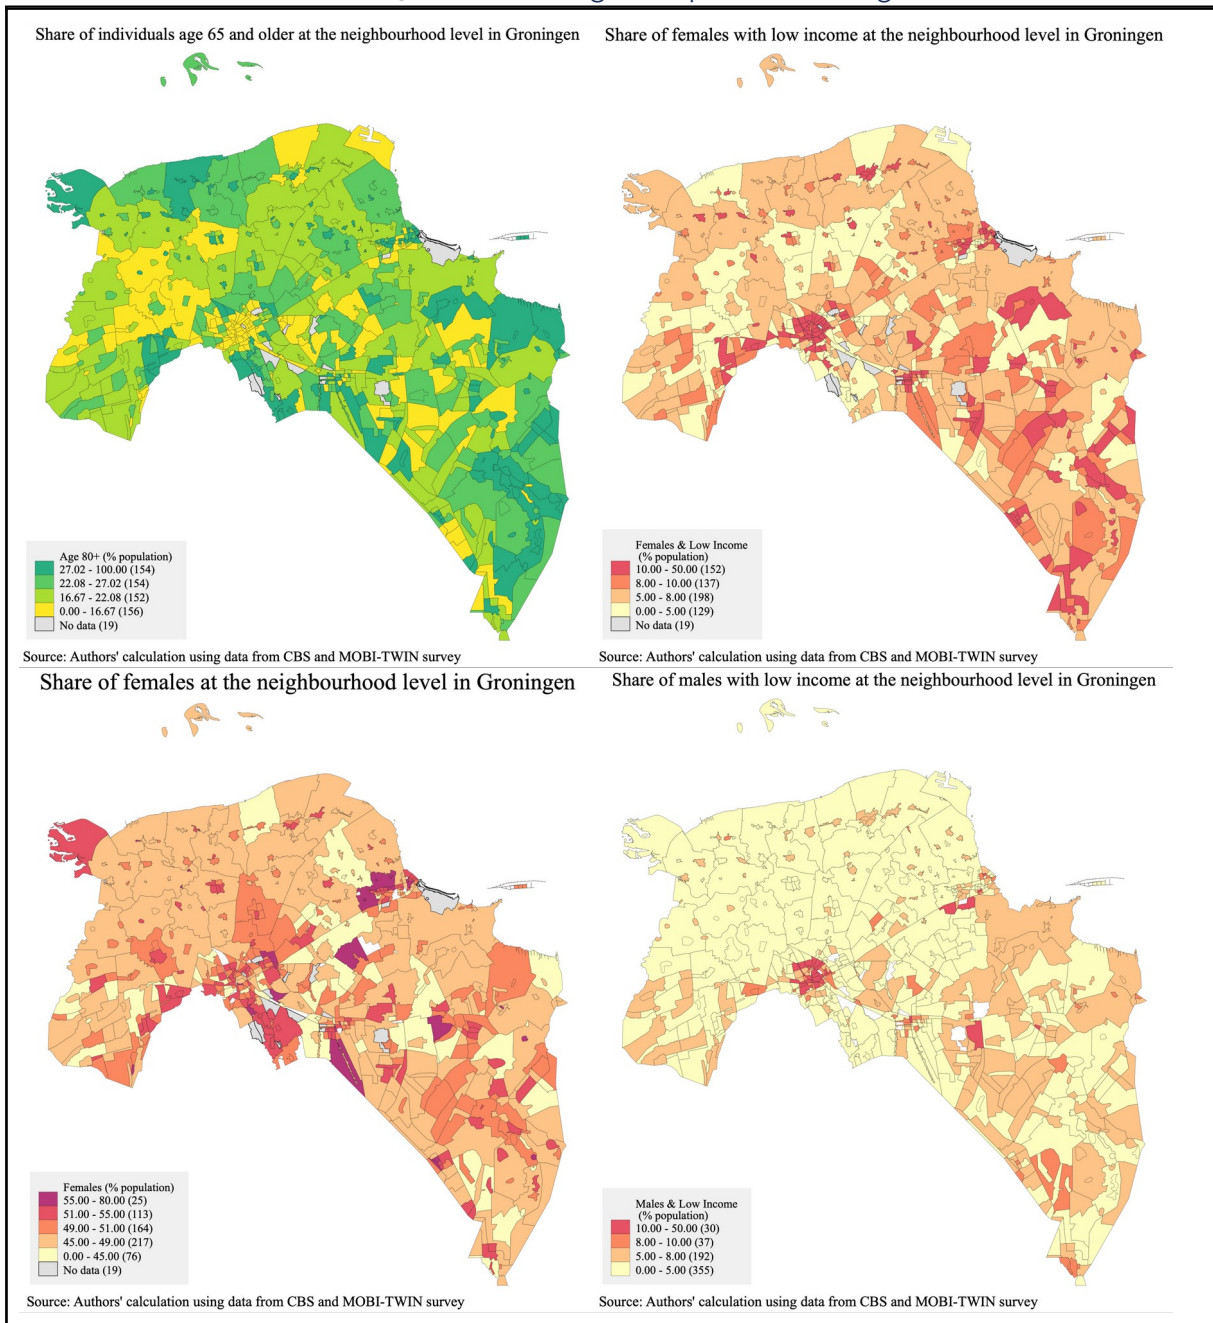 Share of individuals age 65 and older at the neighbourhood level in Groningen
Age 80+ (% population)
27.02 - 100.00 (154)
22.08 - 27.02 (154)
16.67 - 22.08 (152)
0.00 - 16.67 (156)
No data (19)
Source: Authors' calculation using data from CBS and MOBI-TWIN survey
Share of females with low income at the neighbourhood level in Groningen
Females & Low Income
(% population)
10.00 - 50.00 (152)
8.00 - 10.00 (137)
5.00 - 8.00 (198)
0.00 - 5.00 (129)
No data (19)
Source: Authors' calculation using data from CBS and MOBI-TWIN survey
Share of females at the neighbourhood level in Groningen
Females (% population)
55.00 - 80.00 (25)
51.00 - 55.00 (113)
49.00 - 51.00 (164)
45.00 - 49.00 (217)
0.00 - 45.00 (76)
No data (19)
Source: Authors' calculation using data from CBS and MOBI-TWIN survey
Share of males with low income at the neighbourhood level in Groningen
Males & Low Income
(% population)
10.00 - 50.00 (30)
8.00 - 10.00 (37)
5.00 - 8.00 (192)
0.00 - 5.00 (355)
Source: Authors' calculation using data from CBS and MOBI-TWIN survey